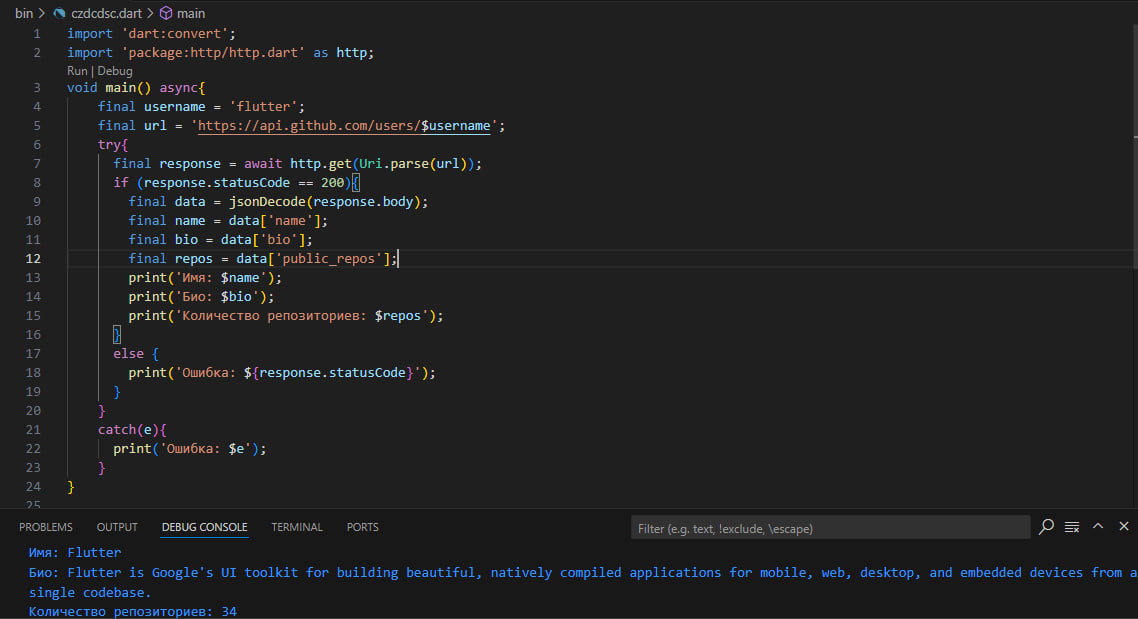 bin > czdcdsc.dart > main
1 import 'dart:convert';
2 import 'package:http/http.dart' as http;
Run | Debug
3 void main() async{
4 final username = 'flutter';
5 final url = 'https://api.github.com/users/$username';
6 try{
7 final response = await http.get(Uri.parse(url));
8 if (response.statusCode == 200){
9 final data = jsonDecode(response.body);
10 final name = data['name'];
11 final bio = data['bio'];
12 final repos = data['public_repos'];
13 print('Имя: $name');
14 print('Био: $bio');
15 print('Количество репозиториев: $repos');
16 }
17 else {
18 print('Ошибка: ${response.statusCode}');
19 }
20 }
21 catch(e){
22 print('Ошибка: $e');
23 }
24 }
25
PROBLEMS OUTPUT DEBUG CONSOLE TERMINAL PORTS Filter (e.g. text, !exclude, \escape)
Имя: Flutter
Био: Flutter is Google's UI toolkit for building beautiful, natively compiled applications for mobile, web, desktop, and embedded devices from a
single codebase.
Количество репозиториев: 34